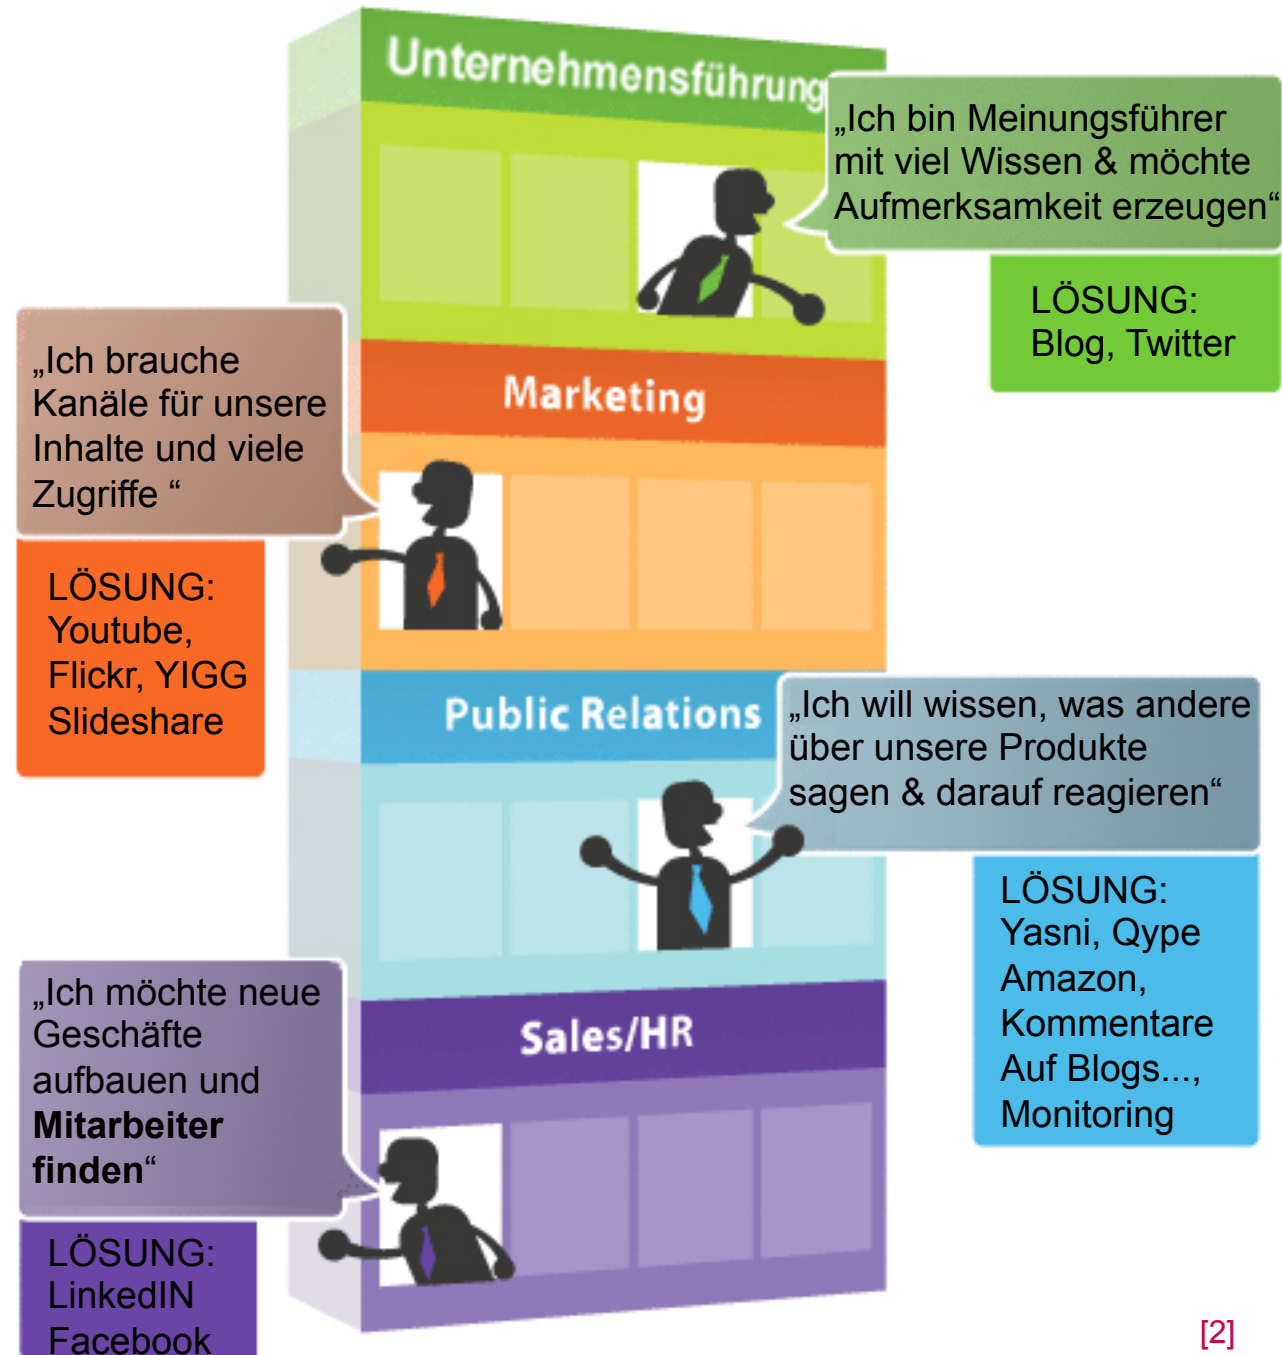 Unternehmensführung
„Ich bin Meinungsführer
mit viel Wissen & möchte
Aufmerksamkeit erzeugen“
LÖSUNG:
Blog, Twitter
„Ich brauche
Kanäle für unsere
Inhalte und viele
Zugriffe “
LÖSUNG:
Youtube,
Flickr, YIGG
Slideshare
Marketing
Public Relations
„Ich will wissen, was andere
über unsere Produkte
sagen & darauf reagieren“
LÖSUNG:
Yasni, Qype
Amazon,
Kommentare
Auf Blogs...,
Monitoring
„Ich möchte neue
Geschäfte
aufbauen und
Mitarbeiter
finden“
LÖSUNG:
LinkedIN
Facebook
Sales/HR
[2]